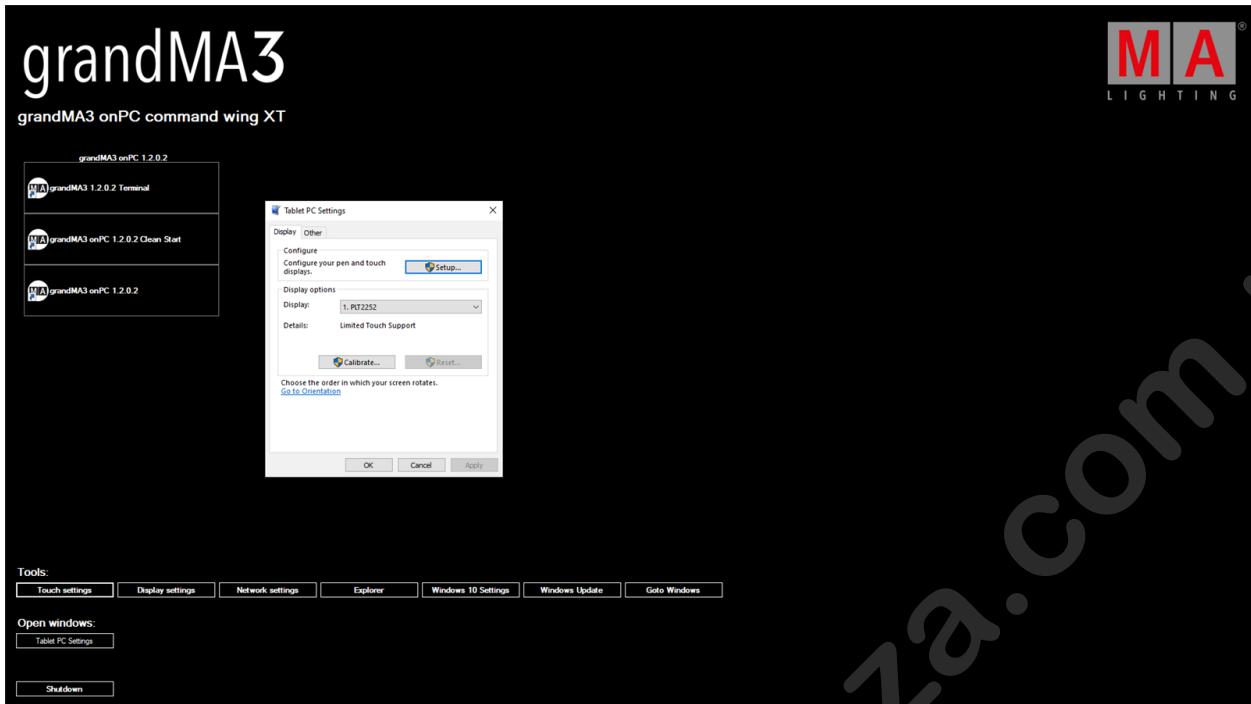 grandMA3
MA
®
LIGHTING
grandMA3 onPC command wing XT
grandMA3 onPC 1.2.0.2
MA grandMA3 1.2.0.2 Terminal
MA grandMA3 onPC 1.2.0.2 Clean Start
MA grandMA3 onPC 1.2.0.2
Tablet PC Settings
Display Other
Configure
Configure your pen and touch
displays.
Setup...
Display options
Display:
1. PLT2252
Details:
Limited Touch Support
Calibrate...
Reset...
Choose the order in which your screen rotates.
Go to Orientation
OK Cancel Apply
Tools:
Touch settings Display settings Network settings Explorer Windows 10 Settings Windows Update Goto Windows
Open windows:
Tablet PC Settings
Shutdown
za.com